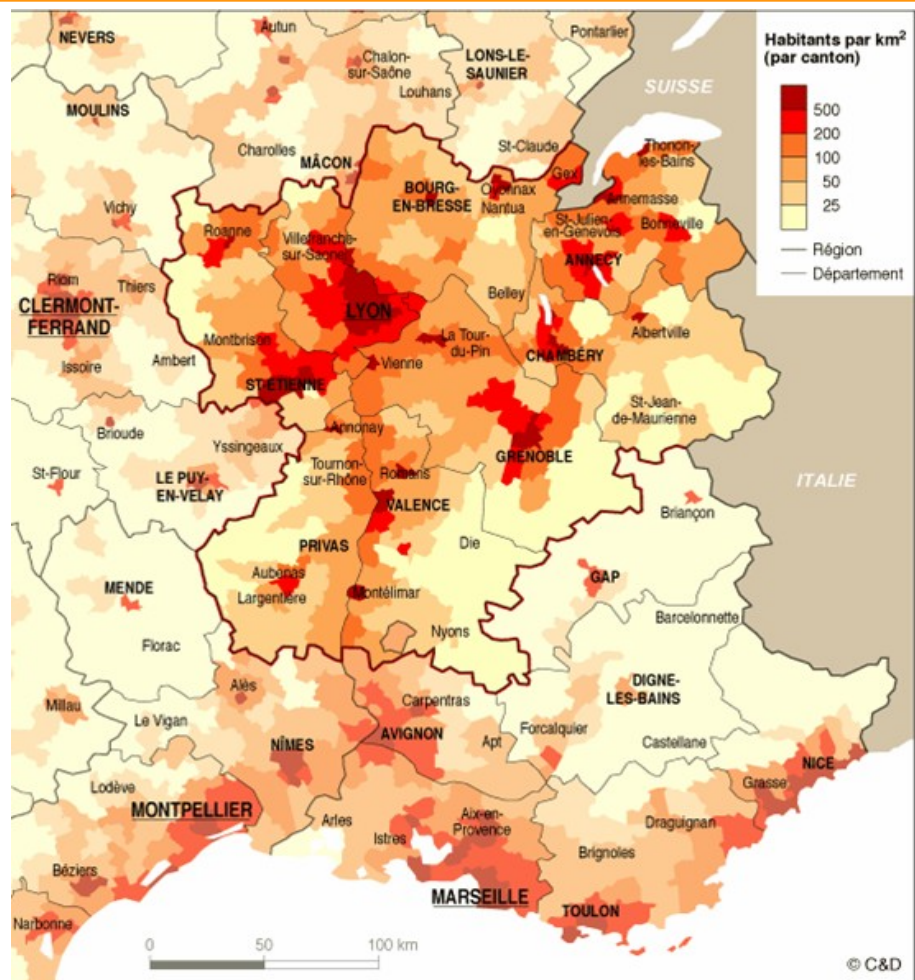 Habitants par km²
(par canton)
500
200
100
50
25
Région
Département
NEVERS
Autun
Chalon-
sur-Saône
LONS-LE-
SAUNIER
Pontarlier
SUISSE
MOULINS
Louhans
Charolles
St-Claude
Thonon-
les-Bains
MÂCON
Gex
BOURG-
EN-BRESSE
Oyonnax
Nantua
Annemasse
Vichy
Roanne
Villefranche-
sur-Saône
St-Julien-
en-Genevois
Bonneville
ANNECY
Riom
Thiers
CLERMONT-
FERRAND
LYON
Belley
Albertville
Issoire
Ambert
Montbrison
La Tour-
du-Pin
CHAMBÉRY
ST-ÉTIENNE
Vienne
St-Jean-
de-Maurienne
Brioude
Yssingeaux
Annonay
St-Flour
LE PUY-
EN-VELAY
Tournon-
sur-Rhône
Romans
GRENOBLE
ITALIE
VALENCE
Briançon
PRIVAS
Die
MENDE
Aubenas
Largentière
Montélimar
GAP
Barcelonnette
Florac
Nyons
DIGNE-
LES-BAINS
Millau
Alès
Carpentras
Le Vigan
AVIGNON
Forcalquier
NÎMES
Apt
Castellane
NICE
Lodève
Grasse
MONTPELLIER
Arles
Istres
Aix-en-
Provence
Draguignan
Brignoles
Béziers
MARSEILLE
TOULON
Narbonne
0
50
100 km
© C&D